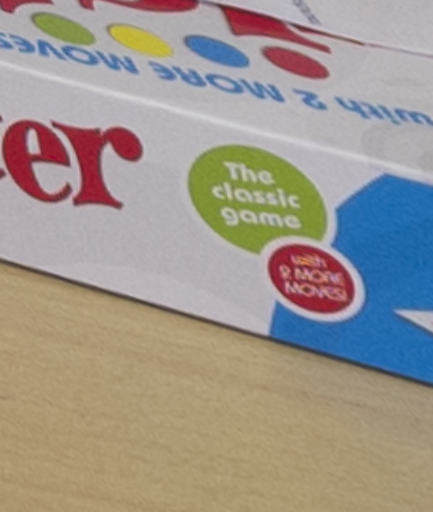 with 2 MORE MOVES
er
The
classic
game
with
2 MORE
MOVES!